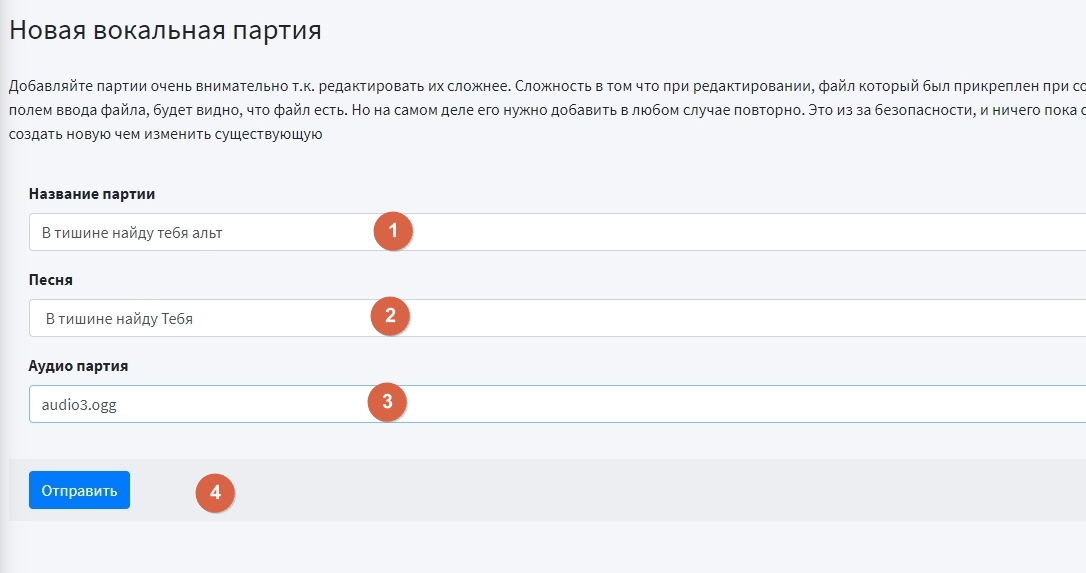 Новая вокальная партия
Добавляйте партии очень внимательно т.к. редактировать их сложнее. Сложность в том что при редактировании, файл который был прикреплен при со
полем ввода файла, будет видно, что файл есть. Но на самом деле его нужно добавить в любом случае повторно. Это из за безопасности, и ничего пока с
создать новую чем изменить существующую
Название партии
В тишине найду тебя альт 1
Песня
В тишине найду Тебя 2
Аудио партия
audio3.ogg 3
Отправить 4